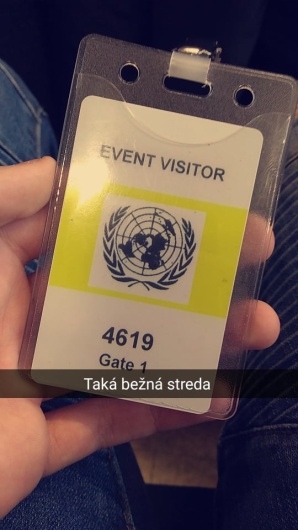 EVENT VISITOR
4619
Gate 1
Taká bežná streda